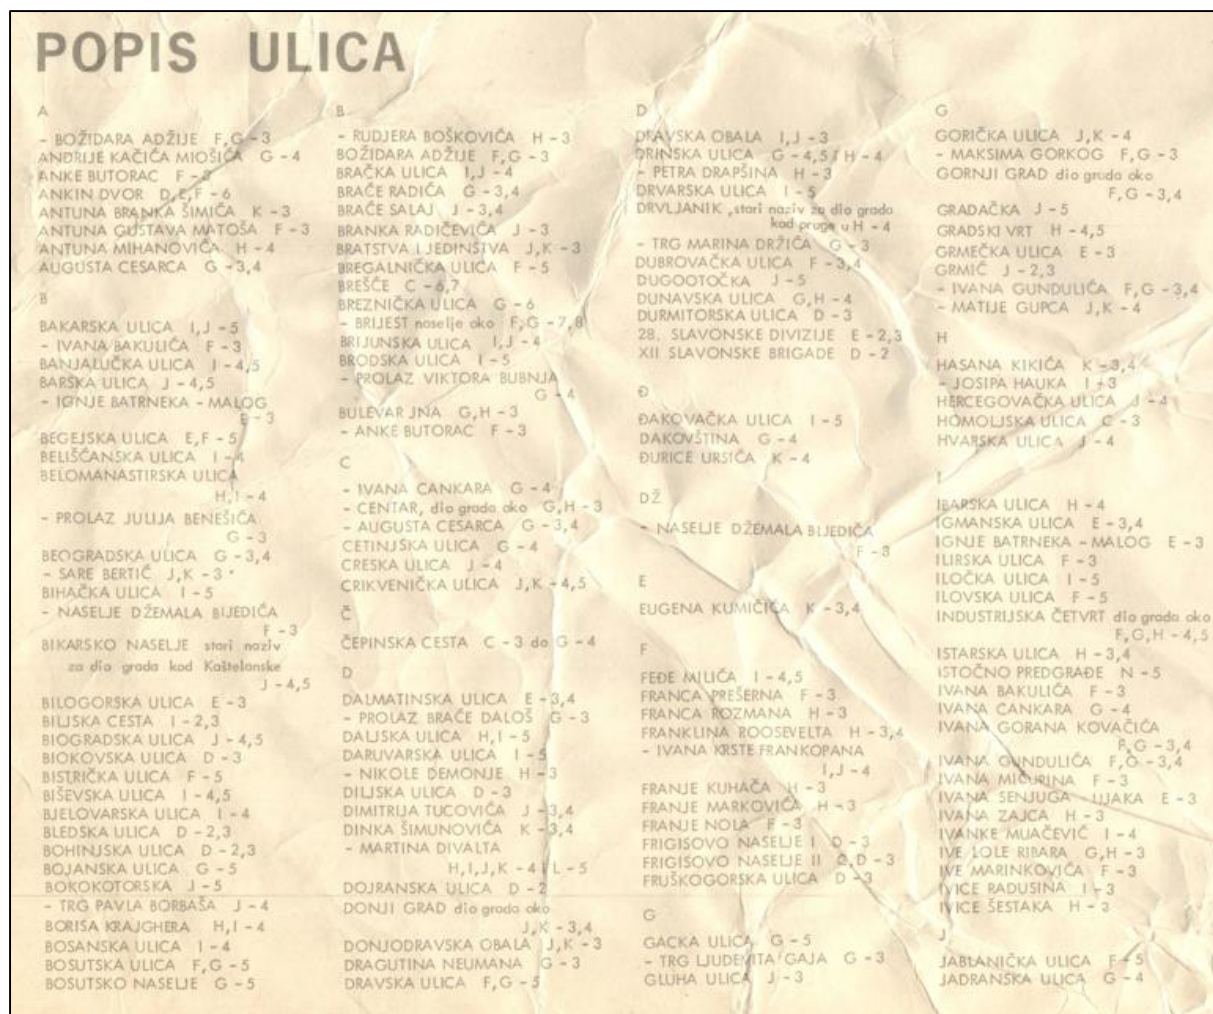 POPIS ULICA
A
- BOŽIDARA ADŽIJE F,G - 3
ANDRIJE KAČIĆA MIOŠIĆA G - 4
ANKE BUTORAC F - 3
ANKIN DVOR D,E,F - 6
ANTUNA BRANKA ŠIMIĆA K - 3
ANTUNA GUSTAVA MATOŠA F - 3
ANTUNA MIHANOVIĆA H - 4
AUGUSTA CESARCA G - 3,4
B
BAKARSKA ULICA I,J - 5
- IVANA BAKULIĆA F - 3
BANJALUČKA ULICA I - 4,5
BARSKA ULICA J - 4,5
- IGNJE BATRNEKA - MALOG
E - 3
BEGEJSKA ULICA E,F - 5
BELIŠĆANSKA ULICA I - 4
BELOMANASTIRSKA ULICA
H,I - 4
- PROLAZ JULIJA BENEŠIĆA
G - 3
BEOGRADSKA ULICA G - 3,4
- SARE BERTIĆ J,K - 3
BIHAČKA ULICA I - 5
- NASELJE DŽEMALA BIJEDIĆA
F - 3
BIKARSKO NASELJE stari naziv
za dio grada kod Kaštelanske
J - 4,5
BILOGORSKA ULICA E - 3
BILJSKA CESTA I - 2,3
BIOGRADSKA ULICA J - 4,5
BIOKOVSKA ULICA D - 3
BISTRIČKA ULICA F - 5
BIŠEVSKA ULICA I - 4,5
BJELOVARSKA ULICA I - 4
BLEDSKA ULICA D - 2,3
BOHINJSKA ULICA D - 2,3
BOJANSKA ULICA G - 5
BOKOKOTORSKA J - 5
- TRG PAVLA BORBAŠA J - 4
BORISA KRAJGHERA H,I - 4
BOSANSKA ULICA I - 4
BOSUTSKA ULICA F,G - 5
BOSUTSKO NASELJE G - 5
B
- RUDJERA BOŠKOVIĆA H - 3
BOŽIDARA ADŽIJE F,G - 3
BRAČKA ULICA I,J - 4
BRAĆE RADIĆA G - 3,4
BRAĆE SALAJ J - 3,4
BRANKA RADIČEVIĆA J - 3
BRATSTVA I JEDINSTVA J,K - 3
BREGALNIČKA ULICA F - 5
BREŠĆE C - 6,7
BREZNIČKA ULICA G - 6
- BRIJEST naselje oko F,G - 7,8
BRIJUNSKA ULICA I,J - 4
BRODSKA ULICA I - 5
- PROLAZ VIKTORA BUBNJA
G - 4
BULEVAR JNA G,H - 3
- ANKE BUTORAC F - 3
C
- IVANA CANKARA G - 4
- CENTAR, dio grada oko G,H - 3
- AUGUSTA CESARCA G - 3,4
CETINJSKA ULICA G - 4
CRESKA ULICA J - 4
CRIKVENIČKA ULICA J,K - 4,5
Č
ČEPINSKA CESTA C - 3 do G - 4
D
DALMATINSKA ULICA E - 3,4
- PROLAZ BRAĆE DALOŠ G - 3
DALJSKA ULICA H,I - 5
DARUVARSKA ULICA I - 5
- NIKOLE DEMONJE H - 3
DILJSKA ULICA D - 3
DIMITRIJA TUCOVIĆA J - 3,4
DINKA ŠIMUNOVIĆA K - 3,4
- MARTINA DIVALTA
H,I,J,K - 4 i L - 5
DOJRANSKA ULICA D - 2
DONJI GRAD dio grada oko
J,K - 3,4
DONJODRAVSKA OBALA J,K - 3
DRAGUTINA NEUMANA G - 3
DRAVSKA ULICA F,G - 5
D
DRAVSKA OBALA I,J - 3
DRINSKA ULICA G - 4,5 i H - 4
- PETRA DRAPŠINA H - 3
DRVARSKA ULICA I - 5
DRVLJANIK ,stari naziv za dio grada
kod pruge u H - 4
- TRG MARINA DRŽIĆA G - 3
DUBROVAČKA ULICA F - 3,4
DUGOOTOČKA J - 5
DUNAVSKA ULICA G,H - 4
DURMITORSKA ULICA D - 3
28. SLAVONSKE DIVIZIJE E - 2,3
XII SLAVONSKE BRIGADE D - 2
Đ
ĐAKOVAČKA ULICA I - 5
ĐAKOVŠTINA G - 4
ĐURICE URSIĆA K - 4
DŽ
- NASELJE DŽEMALA BIJEDIĆA
F - 3
E
EUGENA KUMIČIĆA K - 3,4
F
FEĐE MILIĆA I - 4,5
FRANCA PREŠERNA F - 3
FRANCA ROZMANA H - 3
FRANKLINA ROOSEVELTA H - 3,4
- IVANA KRSTE FRANKOPANA
I,J - 4
FRANJE KUHAČA H - 3
FRANJE MARKOVIĆA H - 3
FRANJE NOLA F - 3
FRIGISOVO NASELJE I D - 3
FRIGISOVO NASELJE II C,D - 3
FRUŠKOGORSKA ULICA D - 3
G
GACKA ULICA G - 5
- TRG LJUDEVITA GAJA G - 3
GLUHA ULICA J - 3
G
GORIČKA ULICA J,K - 4
- MAKSIMA GORKOG F,G - 3
GORNJI GRAD dio grada oko
F,G - 3,4
GRADAČKA J - 5
GRADSKI VRT H - 4,5
GRMEČKA ULICA E - 3
GRMIĆ J - 2,3
- IVANA GUNDULIĆA F,G - 3,4
- MATIJE GUPCA J,K - 4
H
HASANA KIKIĆA K - 3,4
- JOSIPA HAUKA I - 3
HERCEGOVAČKA ULICA J - 4
HOMOLJSKA ULICA C - 3
HVARSKA ULICA J - 4
I
IBARSKA ULICA H - 4
IGMANSKA ULICA E - 3,4
IGNJE BATRNEKA - MALOG E - 3
ILIRSKA ULICA F - 3
ILOČKA ULICA I - 5
ILOVSKA ULICA F - 5
INDUSTRIJSKA ČETVRT dio grada oko
F,G,H - 4,5
ISTARSKA ULICA H - 3,4
ISTOČNO PREDGRAĐE N - 5
IVANA BAKULIĆA F - 3
IVANA CANKARA G - 4
IVANA GORANA KOVAČIĆA
F,G - 3,4
IVANA GUNDULIĆA F,G - 3,4
IVANA MIČURINA F - 3
IVANA SENJUGA - UJAKA E - 3
IVANA ZAJCA H - 3
IVANKE MUAČEVIĆ I - 4
IVE LOLE RIBARA G,H - 3
IVE MARINKOVIĆA F - 3
IVICE RADUSINA I - 3
IVICE ŠESTAKA H - 3
J
JABLANIČKA ULICA F - 5
JADRANSKA ULICA G - 4